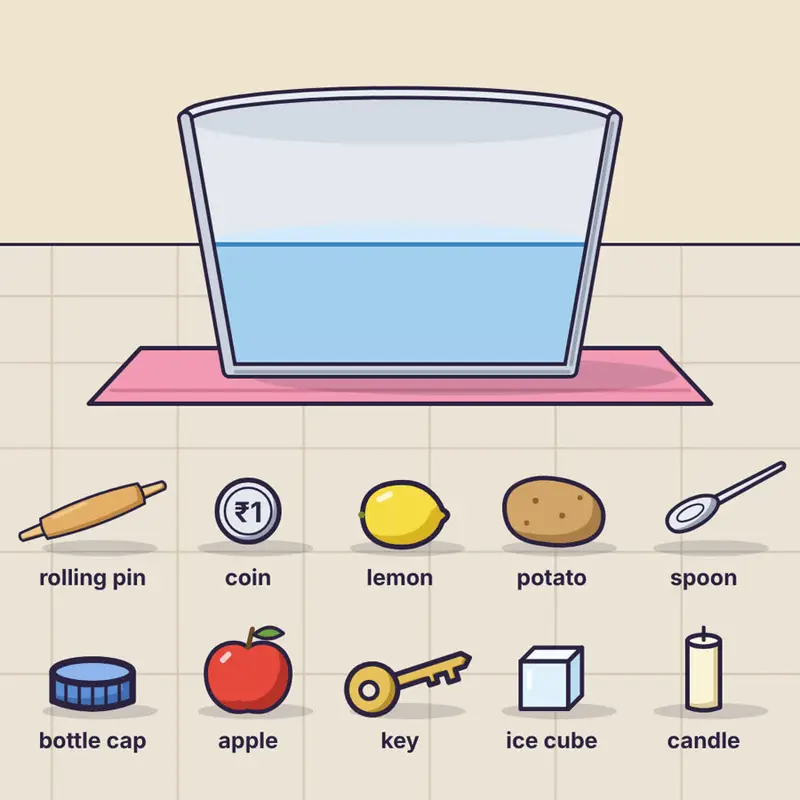 ₹1
rolling pin
coin
lemon
potato
spoon
bottle cap
apple
key
ice cube
candle